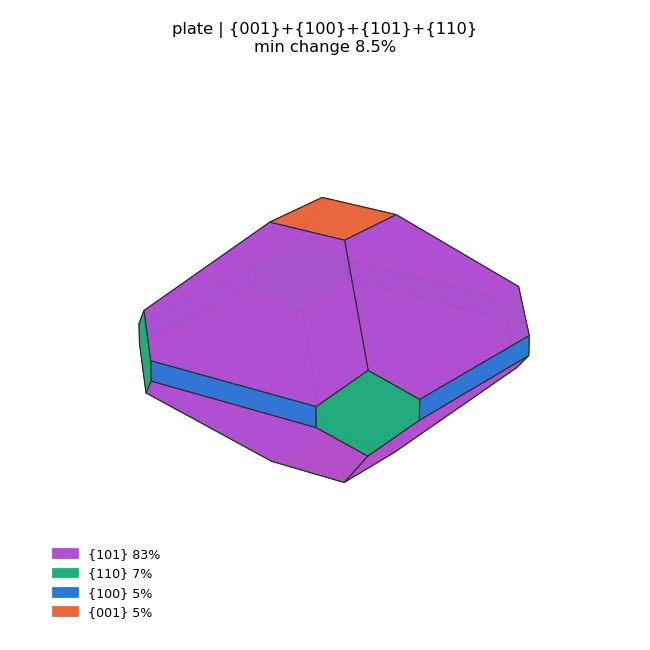 plate | {001}+{100}+{101}+{110}
min change 8.5%
{101} 83%
{110} 7%
{100} 5%
{001} 5%